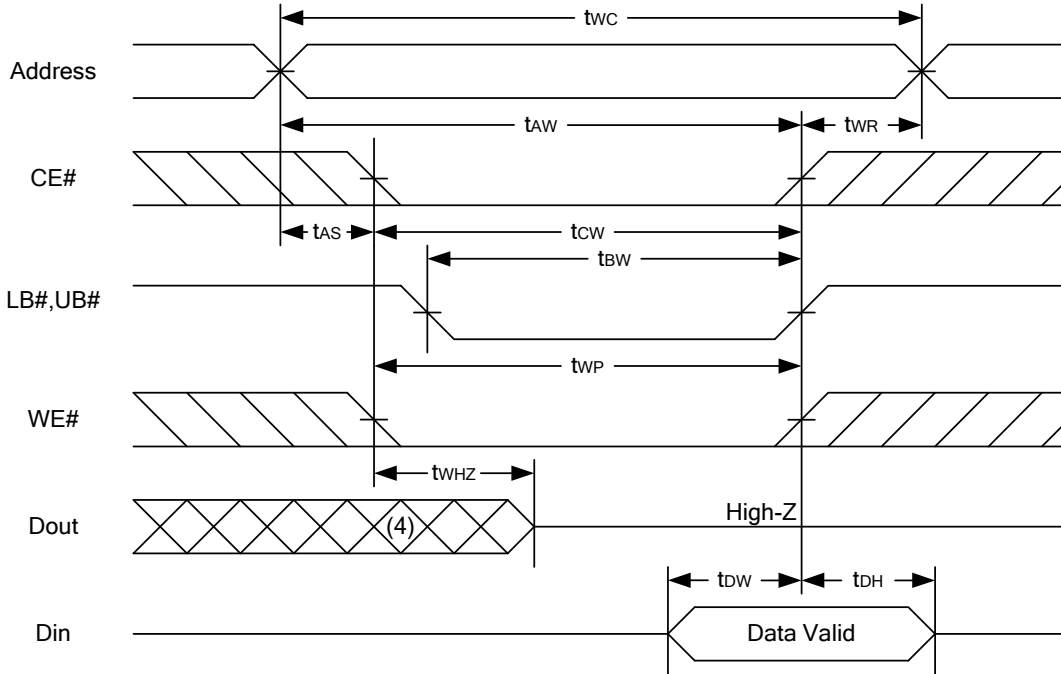 tWC
Address
tAW
tWR
CE#
tAS
tCW
tBW
LB#,UB#
tWP
WE#
tWHZ
Dout
(4)
High-Z
tDW
tDH
Din
Data Valid